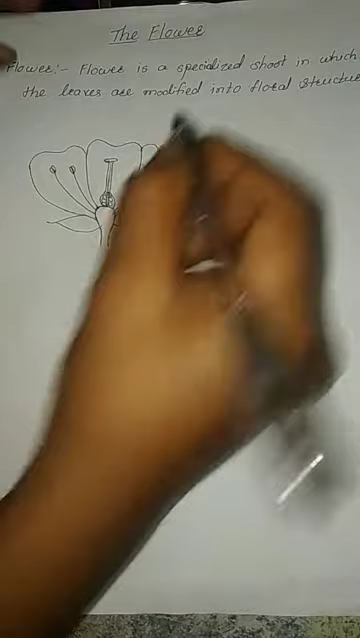 The Flower
Flower:- Flower is a specialized shoot in which
the leaves are modified into floral structure